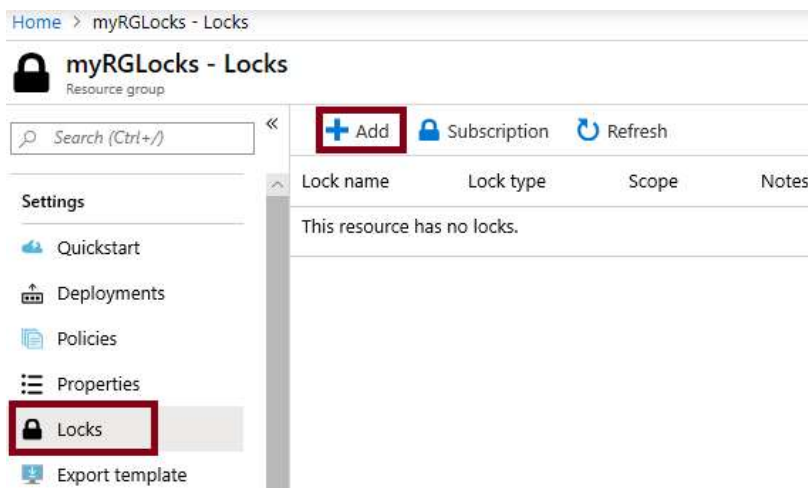 Home > myRGLocks - Locks
myRGLocks - Locks
Resource group
Search (Ctrl+/)
«
Add Subscription Refresh
Settings
Quickstart
Deployments
Policies
Properties
Locks
Export template
Lock name Lock type Scope Notes
This resource has no locks.